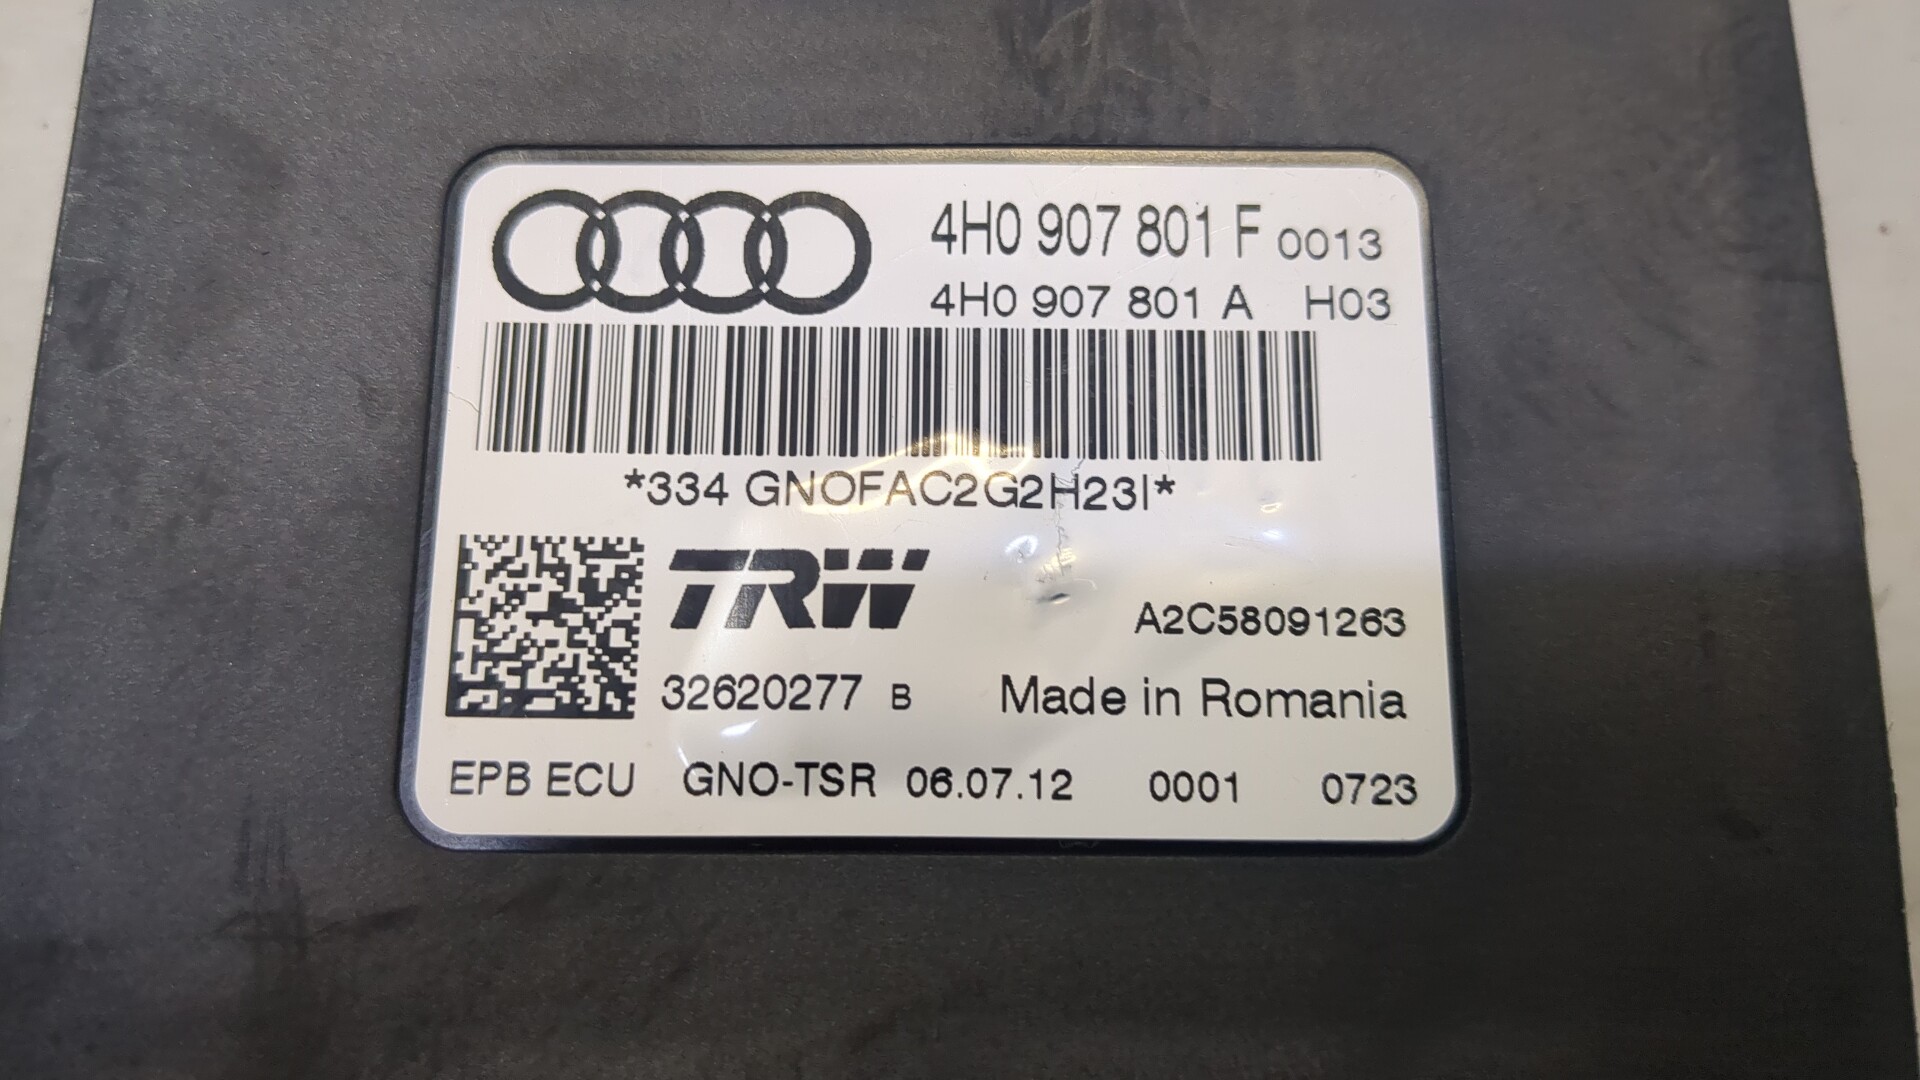 4H0 907 801 F 0013
4H0 907 801 A H03
*334 GNOFAC2G2H23I*
TRW
A2C58091263
32620277 B Made in Romania
EPB ECU GNO-TSR 06.07.12 0001 0723